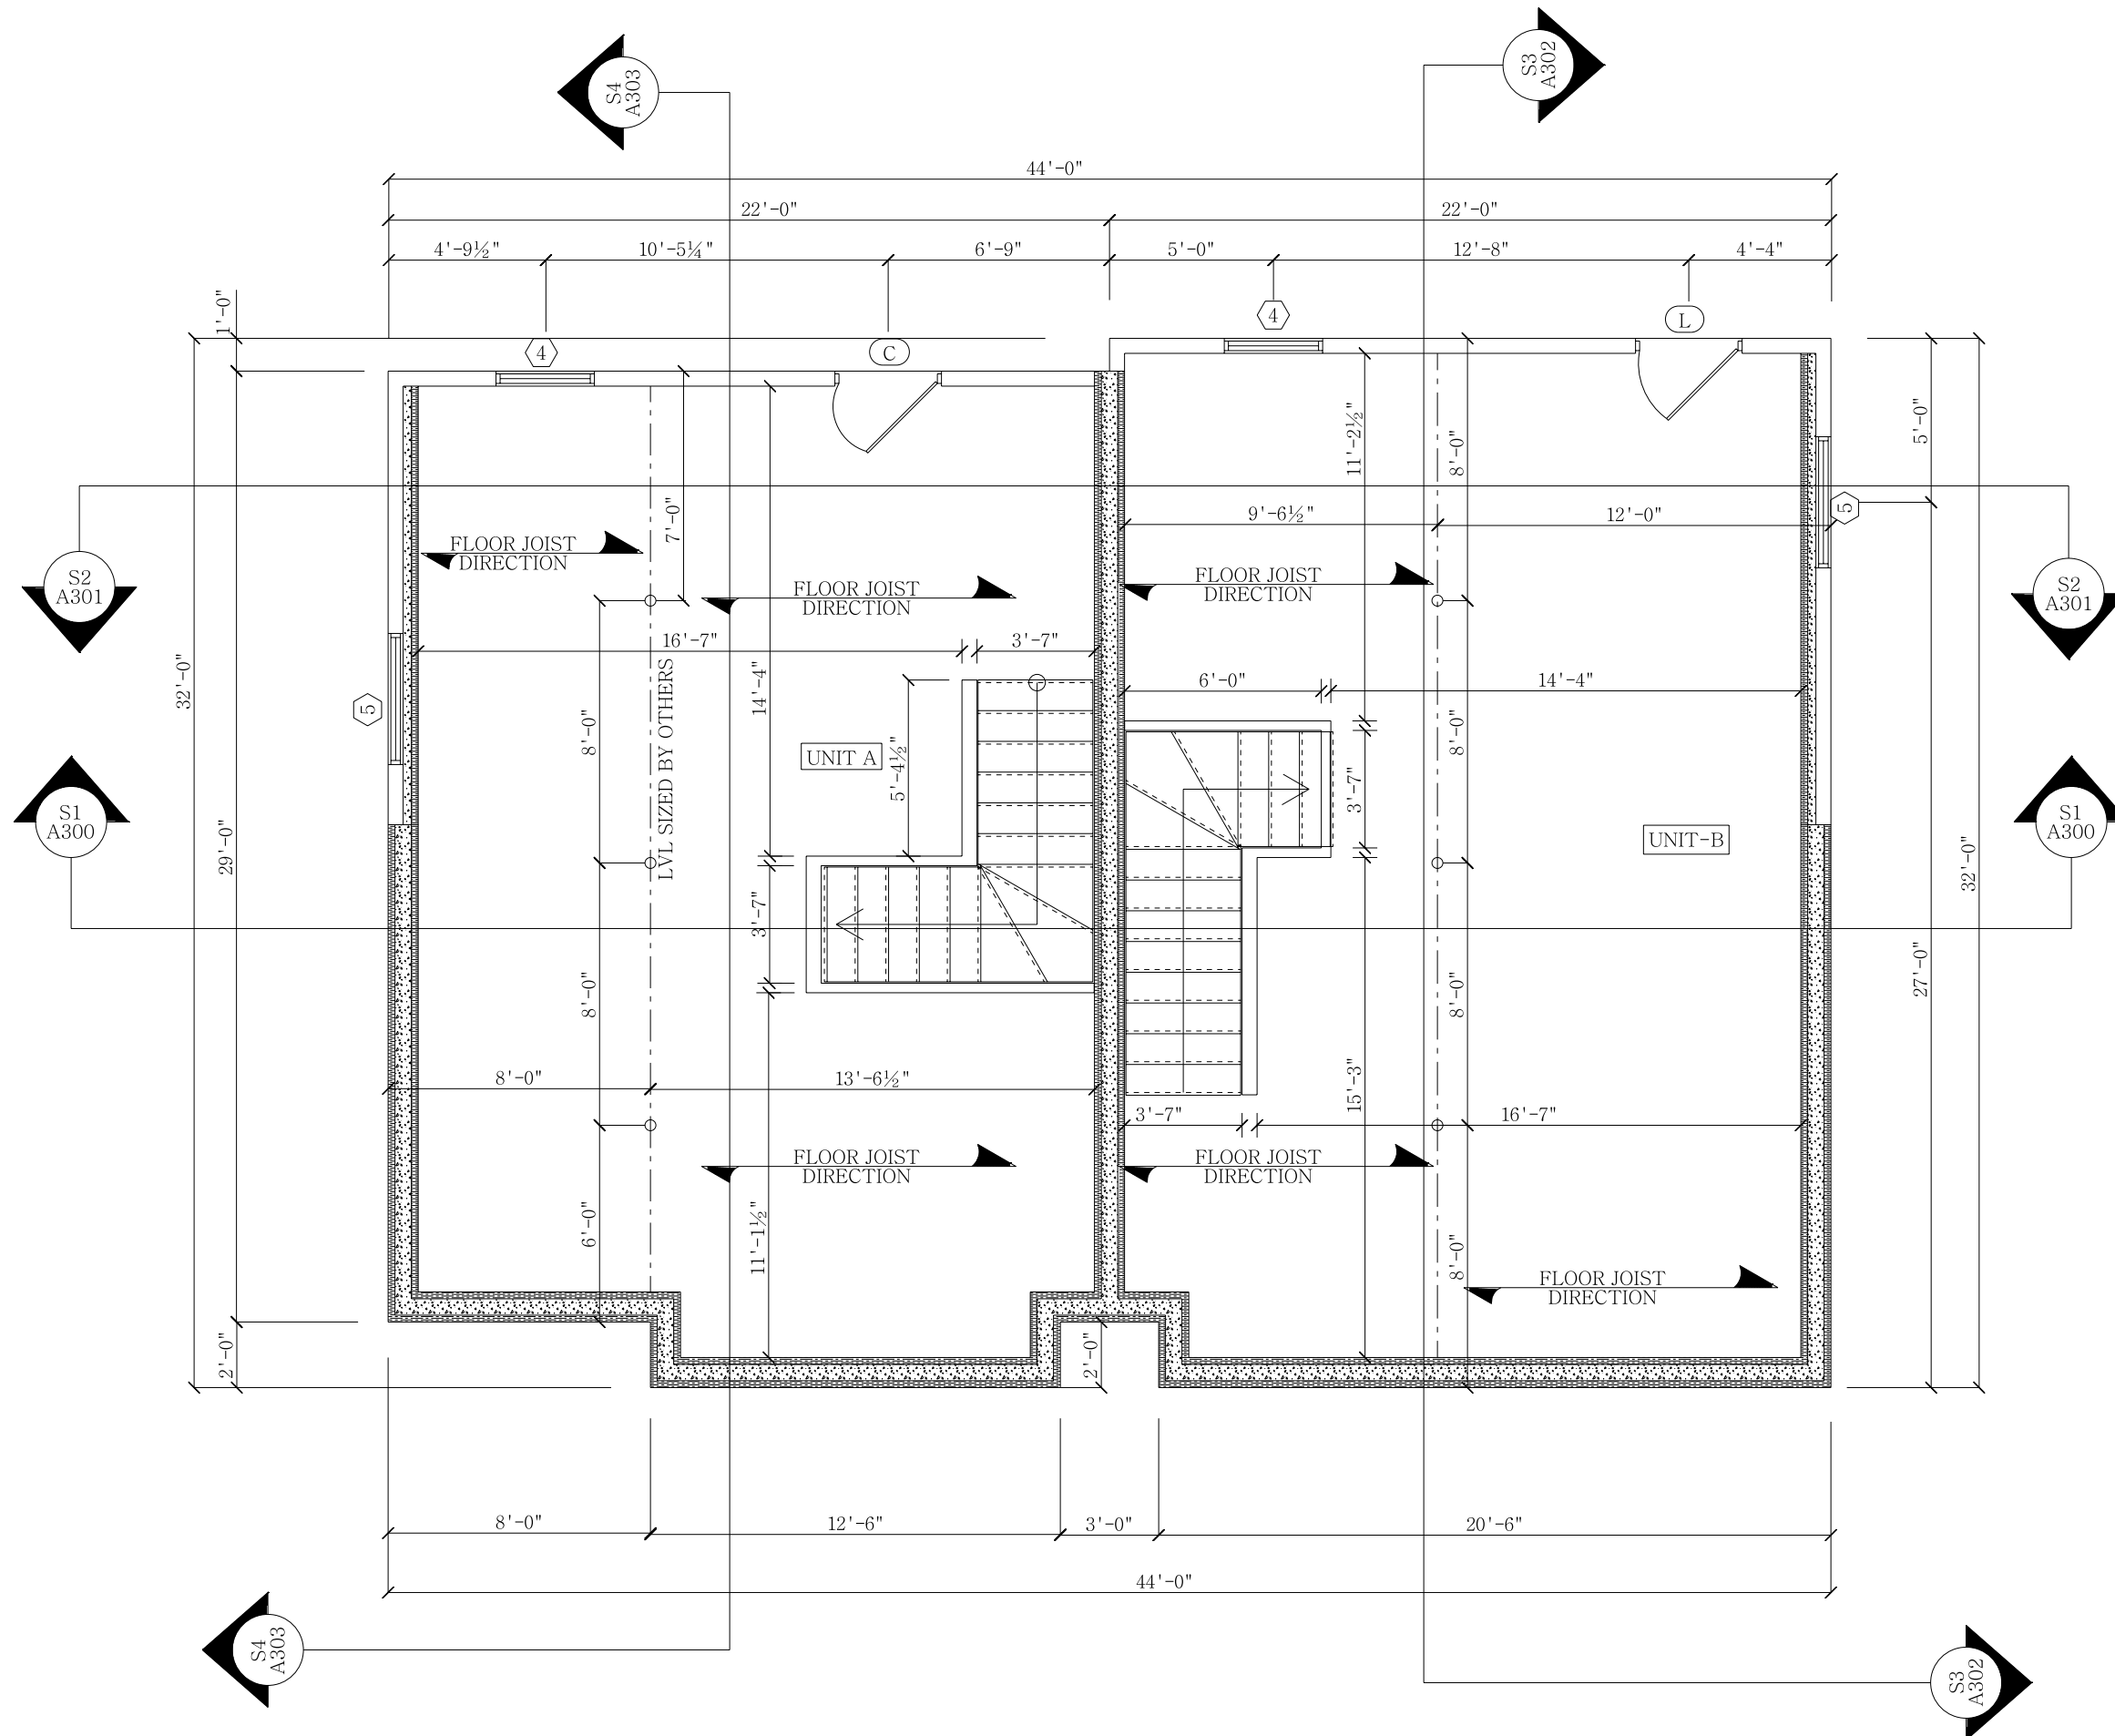 S3
A302
S4
A303
44'-0"
22'-0"
22'-0"
4'-9½"
10'-5¼"
6'-9"
5'-0"
12'-8"
4'-4"
1'-0"
4
L
4
C
5'-0"
11'-2½"
8'-0"
7'-0"
9'-6½"
12'-0"
5
FLOOR JOIST
DIRECTION
FLOOR JOIST
DIRECTION
FLOOR JOIST
DIRECTION
S2
A301
S2
A301
16'-7"
3'-7"
32'-0"
14'-4"
6'-0"
14'-4"
5
8'-0"
LVL SIZED BY OTHERS
8'-0"
UNIT A
5'-4½"
3'-7"
S1
A300
UNIT-B
S1
A300
29'-0"
32'-0"
3'-7"
8'-0"
8'-0"
27'-0"
8'-0"
13'-6½"
15'-3"
3'-7"
16'-7"
FLOOR JOIST
DIRECTION
FLOOR JOIST
DIRECTION
6'-0"
11'-1½"
8'-0"
FLOOR JOIST
DIRECTION
2'-0"
2'-0"
8'-0"
12'-6"
3'-0"
20'-6"
44'-0"
S4
A303
S3
A302